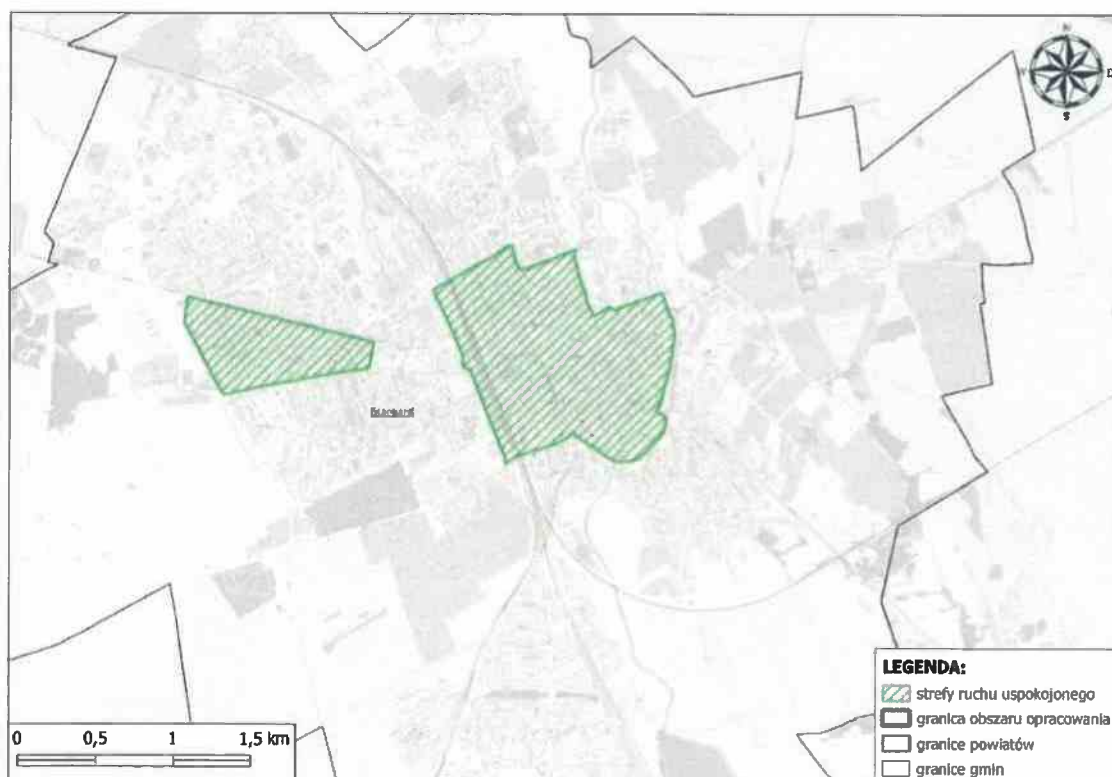 N
S
LEGENDA:
strefy ruchu uspokojonego
granica obszaru opracowania
granice powiatów
granice gmin
0 0,5 1 1,5 km